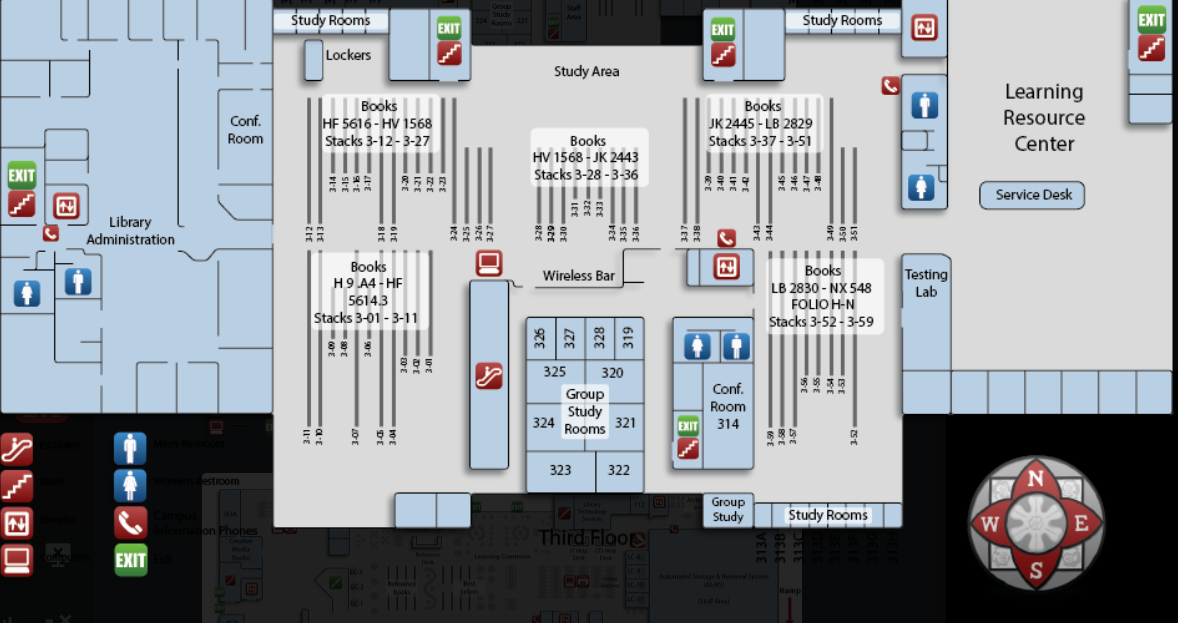 Study Rooms
EXIT
Lockers
Study Area
EXIT
Study Rooms
EXIT
Learning
Resource
Center
Service Desk
Conf.
Room
Library
Administration
EXIT
Books
HF 5616 - HV 1568
Stacks 3-12 - 3-27
Books
HV 1568 - JK 2443
Stacks 3-28 - 3-36
Books
JK 2445 - LB 2829
Stacks 3-37 - 3-51
3-14
3-15
3-16
3-17
3-20
3-21
3-22
3-23
3-12
3-13
3-18
3-19
3-24
3-25
3-26
3-27
3-31
3-32
3-33
3-28
3-29
3-30
3-34
3-35
3-36
3-39
3-40
3-41
3-42
3-45
3-46
3-47
3-48
3-37
3-38
3-43
3-44
3-49
3-50
3-51
Books
H 9 .A4 - HF
5614.3
Stacks 3-01 - 3-11
Wireless Bar
Books
LB 2830 - NX 548
FOLIO H-N
Stacks 3-52 - 3-59
Testing
Lab
3-09
3-08
3-06
3-03
3-02
3-01
3-11
3-10
3-07
3-05
3-04
326
327
328
319
325
320
Group
Study
Rooms
324
321
323
322
Conf.
Room
314
EXIT
3-56
3-55
3-54
3-53
3-59
3-58
3-57
3-52
Group
Study
Study Rooms
EXIT
Third Floor
N
W
E
S